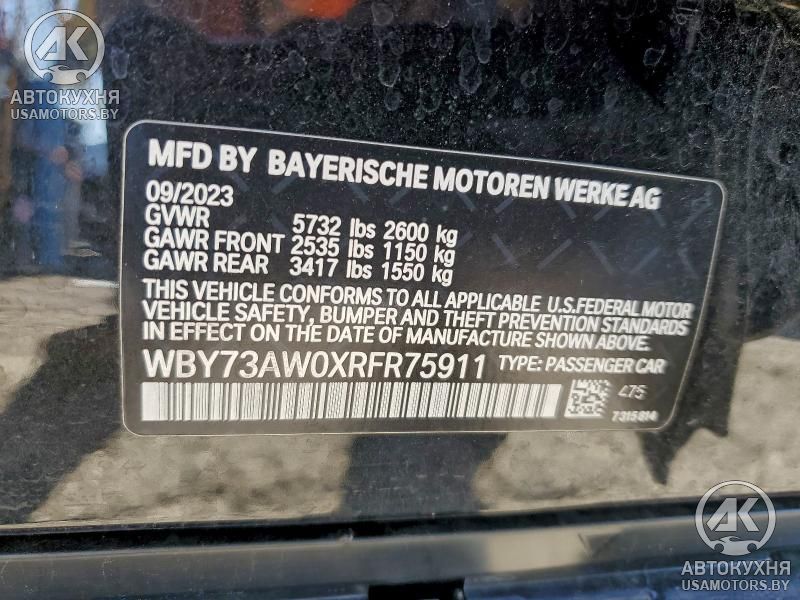 АК
АВТОКУХНЯ
USAMOTORS.BY
MFD BY BAYERISCHE MOTOREN WERKE AG
09/2023
GVWR 5732 lbs 2600 kg
GAWR FRONT 2535 lbs 1150 kg
GAWR REAR 3417 lbs 1550 kg
THIS VEHICLE CONFORMS TO ALL APPLICABLE U.S.FEDERAL MOTOR
VEHICLE SAFETY, BUMPER AND THEFT PREVENTION STANDARDS
IN EFFECT ON THE DATE OF MANUFACTURE SHOWN ABOVE.
WBY73AW0XRFR75911 TYPE: PASSENGER CAR
475
7315814
АК
АВТОКУХНЯ
USAMOTORS.BY